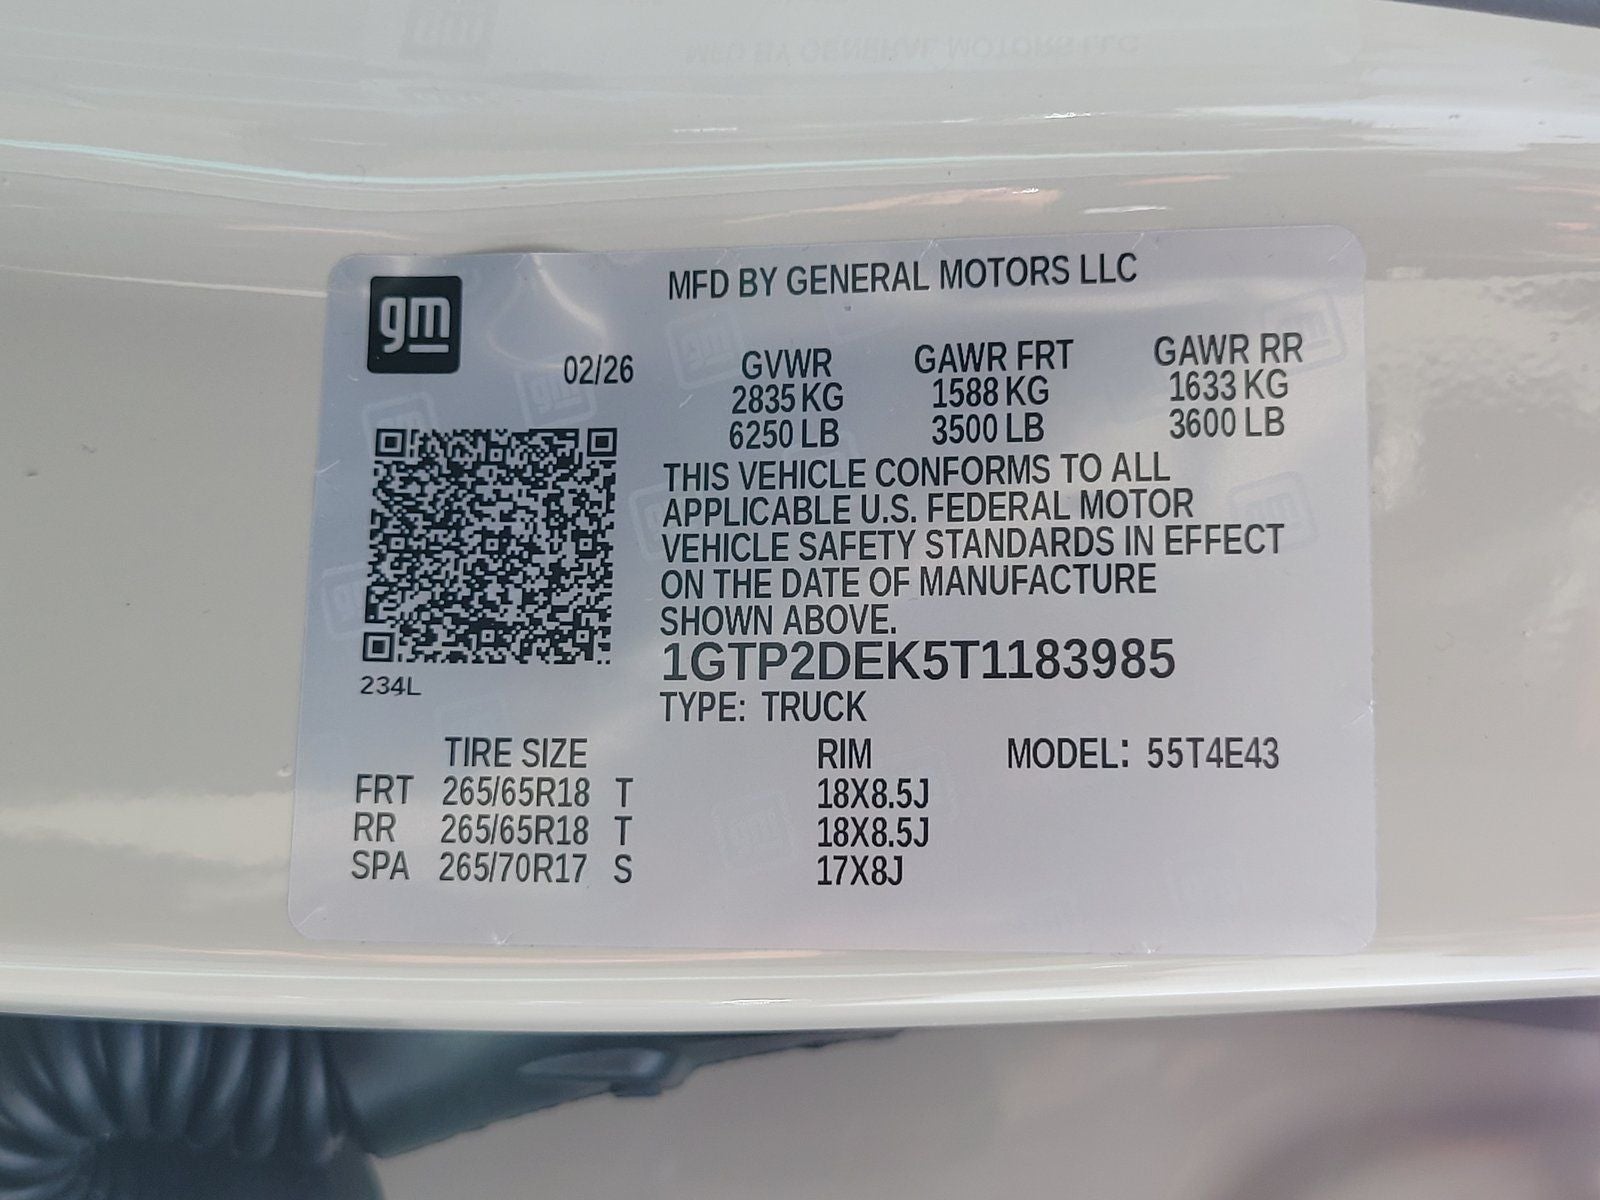 MFD BY GENERAL MOTORS LLC
gm
02/26
GVWR GAWR FRT GAWR RR
2835 KG 1588 KG 1633 KG
6250 LB 3500 LB 3600 LB
THIS VEHICLE CONFORMS TO ALL
APPLICABLE U.S. FEDERAL MOTOR
VEHICLE SAFETY STANDARDS IN EFFECT
ON THE DATE OF MANUFACTURE
SHOWN ABOVE.
1GTP2DEK5T1183985
234L
TYPE: TRUCK
TIRE SIZE RIM MODEL: 55T4E43
FRT 265/65R18 T 18X8.5J
RR 265/65R18 T 18X8.5J
SPA 265/70R17 S 17X8J